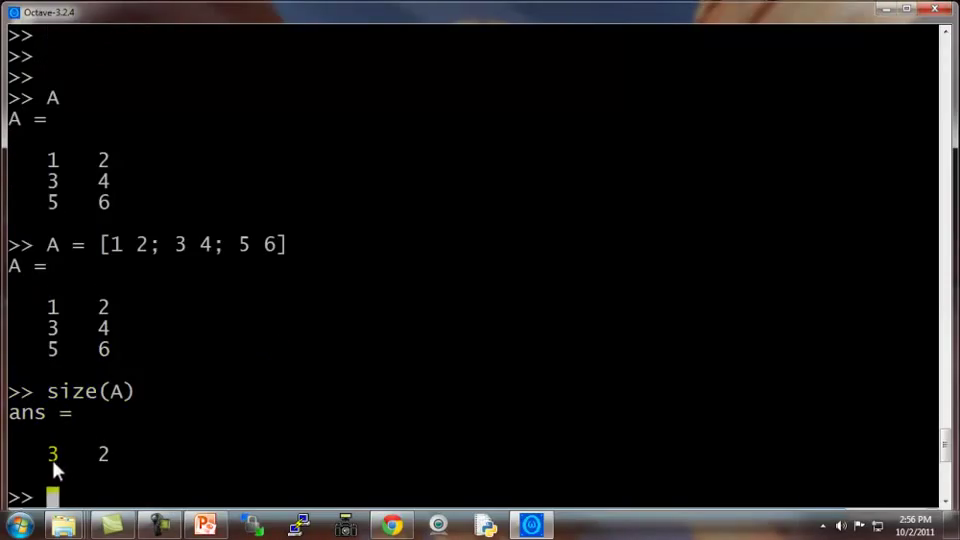 Octave-3.2.4
>>
>>
>>
>> A
A =
1 2
3 4
5 6
>> A = [1 2; 3 4; 5 6]
A =
1 2
3 4
5 6
>> size(A)
ans =
3 2
>>
2:56 PM
10/2/2011